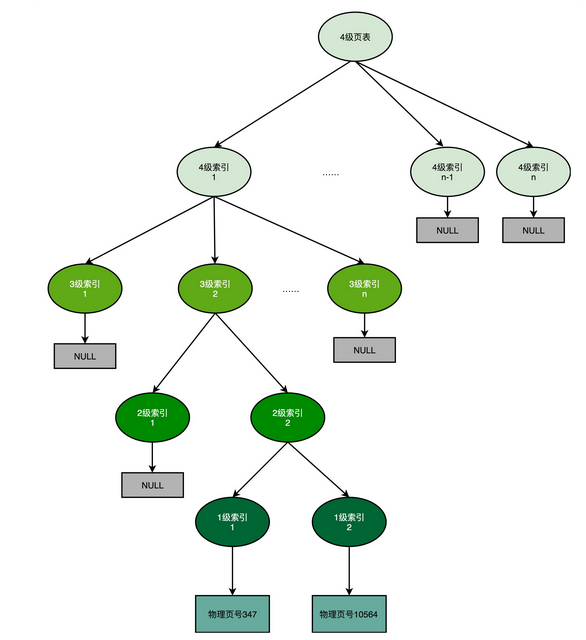 4级页表
4级索引
1
......
4级索引
n-1
4级索引
n
NULL
NULL
3级索引
1
3级索引
2
......
3级索引
n
NULL
NULL
2级索引
1
2级索引
2
NULL
1级索引
1
1级索引
2
物理页号347
物理页号10564